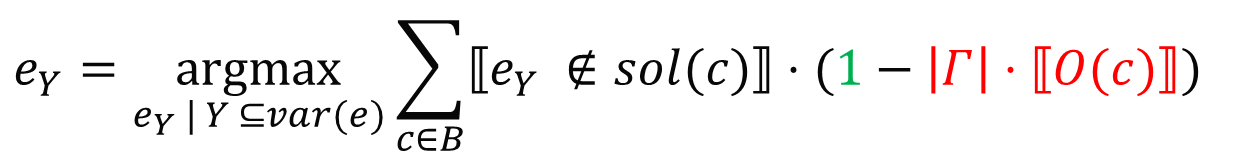 e_Y = argmax_{e_Y | Y ⊆ var(e)} ∑_{c∈B} ⟦e_Y ∉ sol(c)⟧ · (1 − |Γ| · ⟦O(c)⟧)